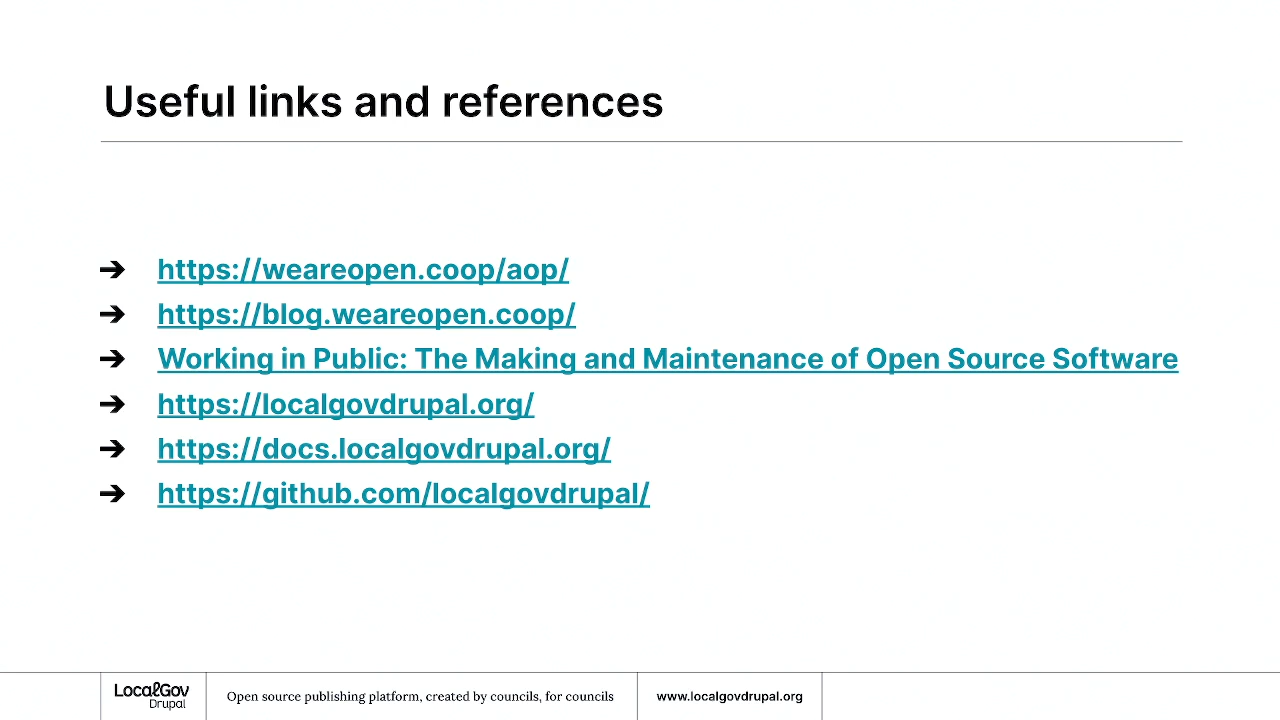 Useful links and references
➔ https://weareopen.coop/aop/
➔ https://blog.weareopen.coop/
➔ Working in Public: The Making and Maintenance of Open Source Software
➔ https://localgovdrupal.org/
➔ https://docs.localgovdrupal.org/
➔ https://github.com/localgovdrupal/
LocalGov
Drupal
Open source publishing platform, created by councils, for councils
www.localgovdrupal.org